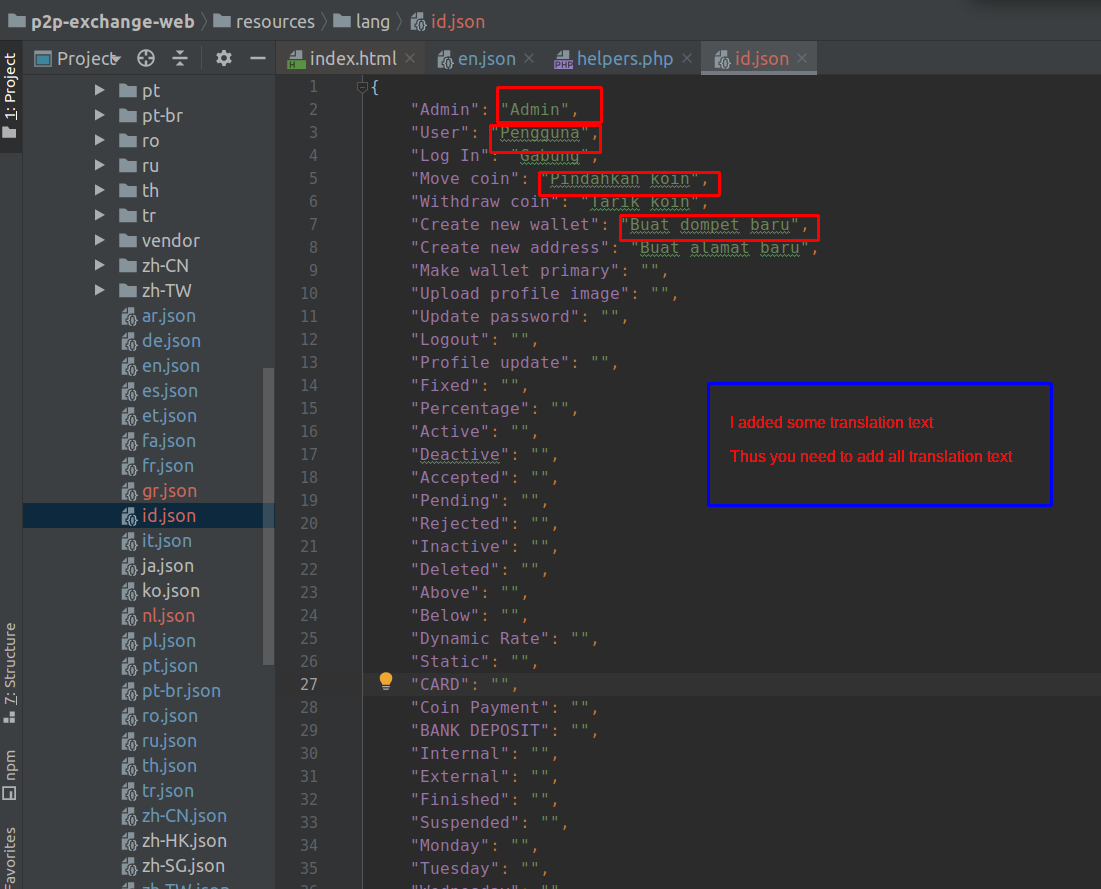 p2p-exchange-web resources lang id.json
Project index.html en.json helpers.php id.json
1: Project
7: Structure
npm
Favorites
pt
pt-br
ro
ru
th
tr
vendor
zh-CN
zh-TW
ar.json
de.json
en.json
es.json
et.json
fa.json
fr.json
gr.json
id.json
it.json
ja.json
ko.json
nl.json
pl.json
pt.json
pt-br.json
ro.json
ru.json
th.json
tr.json
zh-CN.json
zh-HK.json
zh-SG.json
zh-TW.json
1 {
2 "Admin": "Admin",
3 "User": "Pengguna",
4 "Log In": "Gabung",
5 "Move coin": "Pindahkan koin",
6 "Withdraw coin": "Tarik koin",
7 "Create new wallet": "Buat dompet baru",
8 "Create new address": "Buat alamat baru",
9 "Make wallet primary": "",
10 "Upload profile image": "",
11 "Update password": "",
12 "Logout": "",
13 "Profile update": "",
14 "Fixed": "",
15 "Percentage": "",
16 "Active": "",
17 "Deactive": "",
18 "Accepted": "",
19 "Pending": "",
20 "Rejected": "",
21 "Inactive": "",
22 "Deleted": "",
23 "Above": "",
24 "Below": "",
25 "Dynamic Rate": "",
26 "Static": "",
27 "CARD": "",
28 "Coin Payment": "",
29 "BANK DEPOSIT": "",
30 "Internal": "",
31 "External": "",
32 "Finished": "",
33 "Suspended": "",
34 "Monday": "",
35 "Tuesday": "",
I added some translation text
Thus you need to add all translation text